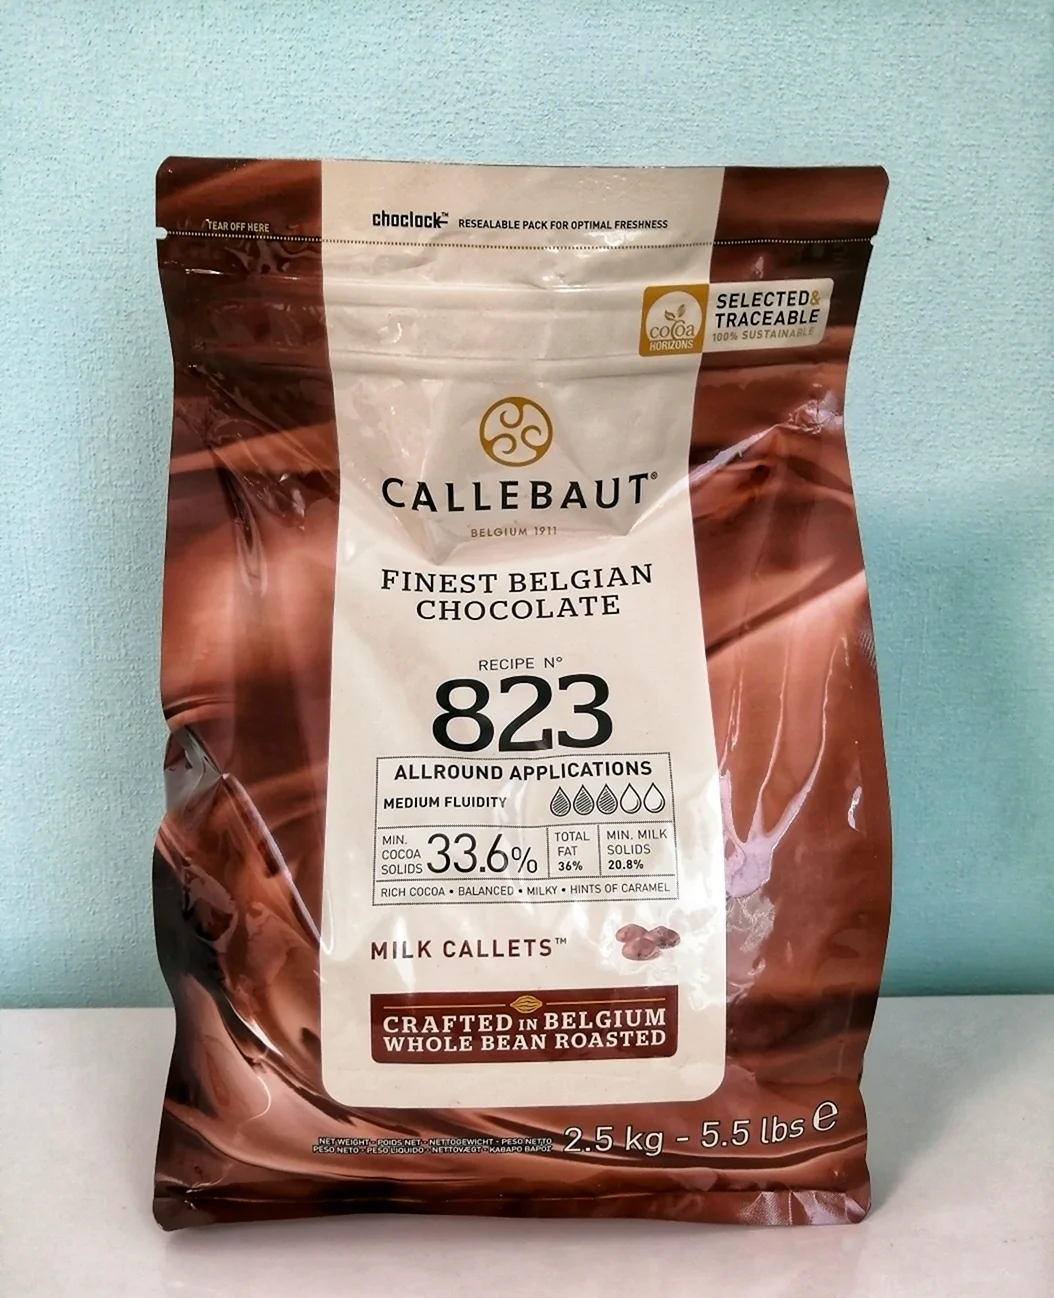 choclock™ RESEALABLE PACK FOR OPTIMAL FRESHNESS
TEAR OFF HERE
cocoa
HORIZONS
SELECTED&
TRACEABLE
100% SUSTAINABLE
CALLEBAUT®
BELGIUM 1911
FINEST BELGIAN
CHOCOLATE
RECIPE N°
823
ALLROUND APPLICATIONS
MEDIUM FLUIDITY
MIN.
COCOA
SOLIDS
33.6%
TOTAL
FAT
36%
MIN. MILK
SOLIDS
20.8%
RICH COCOA • BALANCED • MILKY • HINTS OF CARAMEL
MILK CALLETS™
CRAFTED IN BELGIUM
WHOLE BEAN ROASTED
NET WEIGHT - POIDS NET - NETTOGEWICHT - PESO NETTO
PESO NETO - PESO LÍQUIDO - NETTOVÆGT - ΚΑΘΑΡΟ ΒΑΡΟΣ
2.5 kg - 5.5 lbs ℮